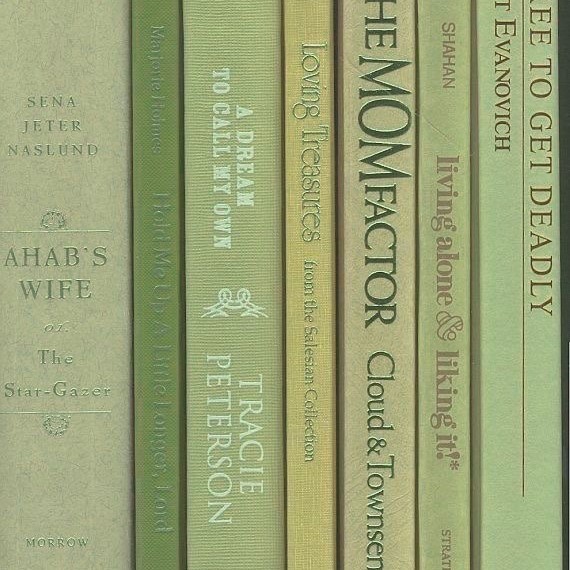 SENA
JETER
NASLUND
AHAB'S
WIFE
or,
The
Star-Gazer
MORROW
Marjorie Holmes
Hold Me Up A Little Longer, Lord
A DREAM
TO CALL MY OWN
TRACIE
PETERSON
Loving Treasures
from the Salesian Collection
HE MOM FACTOR
Cloud & Townsen
SHAHAN
living alone & liking it!*
STRATF
REE TO GET DEADLY
T EVANOVICH